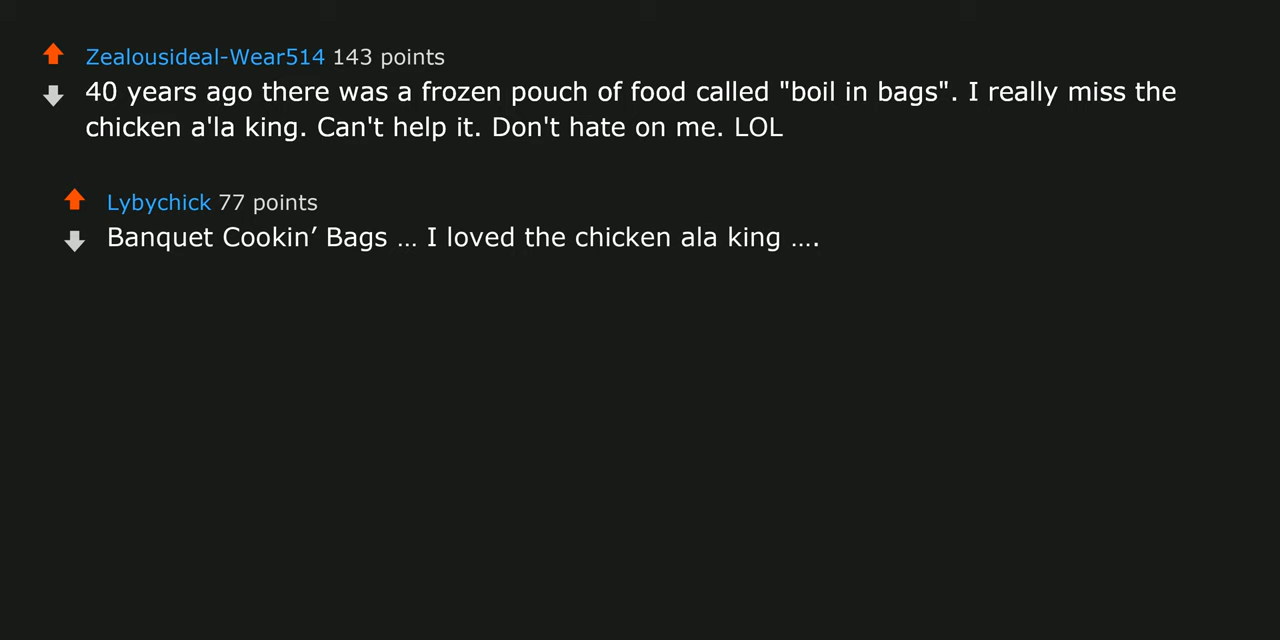 Zealousideal-Wear514 143 points
40 years ago there was a frozen pouch of food called "boil in bags". I really miss the
chicken a'la king. Can't help it. Don't hate on me. LOL
Lybychick 77 points
Banquet Cookin’ Bags … I loved the chicken ala king ….